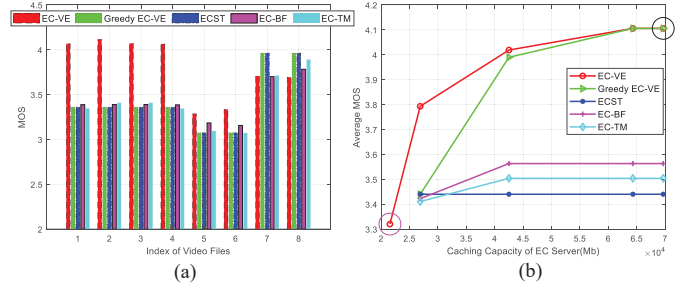 EC-VE Greedy EC-VE ECST EC-BF EC-TM
4.5
4
3.5
3
2.5
2
MOS
1 2 3 4 5 6 7 8
Index of Video Files
(a)
4.2
4.1
4
3.9
3.8
3.7
3.6
3.5
3.4
3.3
Average MOS
EC-VE
Greedy EC-VE
ECST
EC-BF
EC-TM
2 2.5 3 3.5 4 4.5 5 5.5 6 6.5 7
Caching Capacity of EC Server(Mb) ×10⁴
(b)